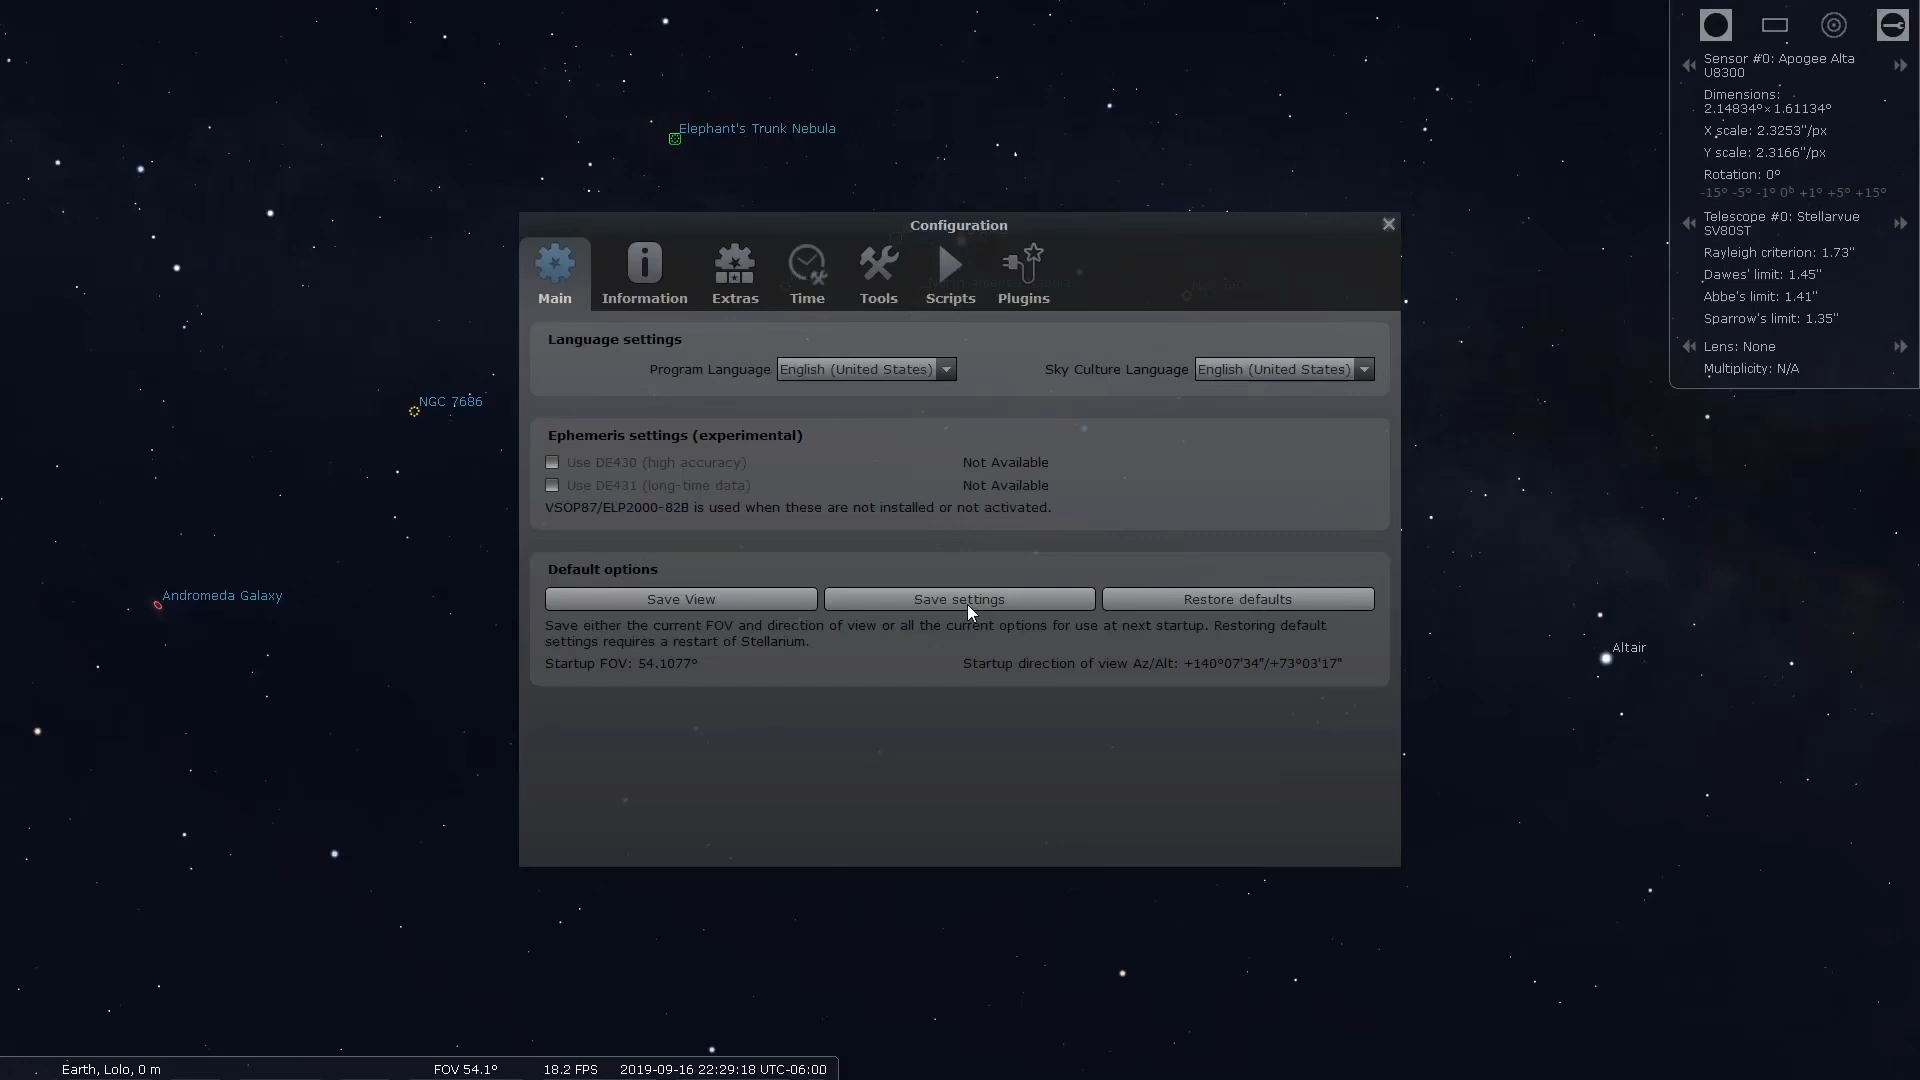 Elephant's Trunk Nebula
NGC 7686
Andromeda Galaxy
Altair
Configuration
Main
Information
Extras
Time
Tools
Scripts
Plugins
Language settings
Program Language English (United States)
Sky Culture Language English (United States)
Ephemeris settings (experimental)
Use DE430 (high accuracy) Not Available
Use DE431 (long-time data) Not Available
VSOP87/ELP2000-82B is used when these are not installed or not activated.
Default options
Save View
Save settings
Restore defaults
Save either the current FOV and direction of view or all the current options for use at next startup. Restoring default
settings requires a restart of Stellarium.
Startup FOV: 54.1077°
Startup direction of view Az/Alt: +140°07'34"/+73°03'17"
Sensor #0: Apogee Alta
U8300
Dimensions:
2.14834°×1.61134°
X scale: 2.3253"/px
Y scale: 2.3166"/px
Rotation: 0°
-15° -5° -1° 0° +1° +5° +15°
Telescope #0: Stellarvue
SV80ST
Rayleigh criterion: 1.73"
Dawes' limit: 1.45"
Abbe's limit: 1.41"
Sparrow's limit: 1.35"
Lens: None
Multiplicity: N/A
Earth, Lolo, 0 m
FOV 54.1°
18.2 FPS
2019-09-16 22:29:18 UTC-06:00